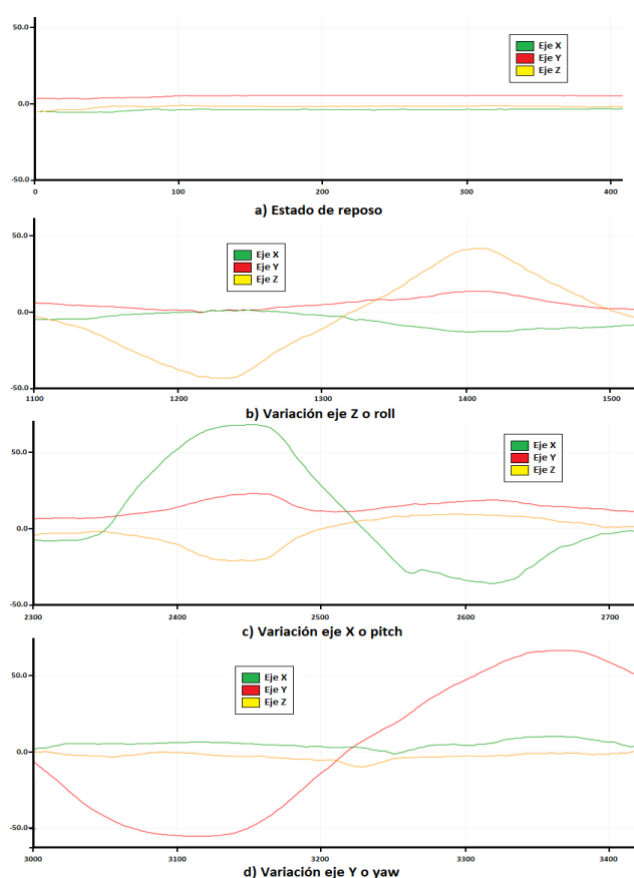 50.0
Eje X
Eje Y
Eje Z
0.0
-50.0
0 100 200 300 400
a) Estado de reposo
50.0
Eje X
Eje Y
Eje Z
0.0
-50.0
1100 1200 1300 1400 1500
b) Variación eje Z o roll
50.0
Eje X
Eje Y
Eje Z
0.0
-50.0
2300 2400 2500 2600 2700
c) Variación eje X o pitch
50.0
Eje X
Eje Y
Eje Z
0.0
-50.0
3000 3100 3200 3300 3400
d) Variación eje Y o yaw